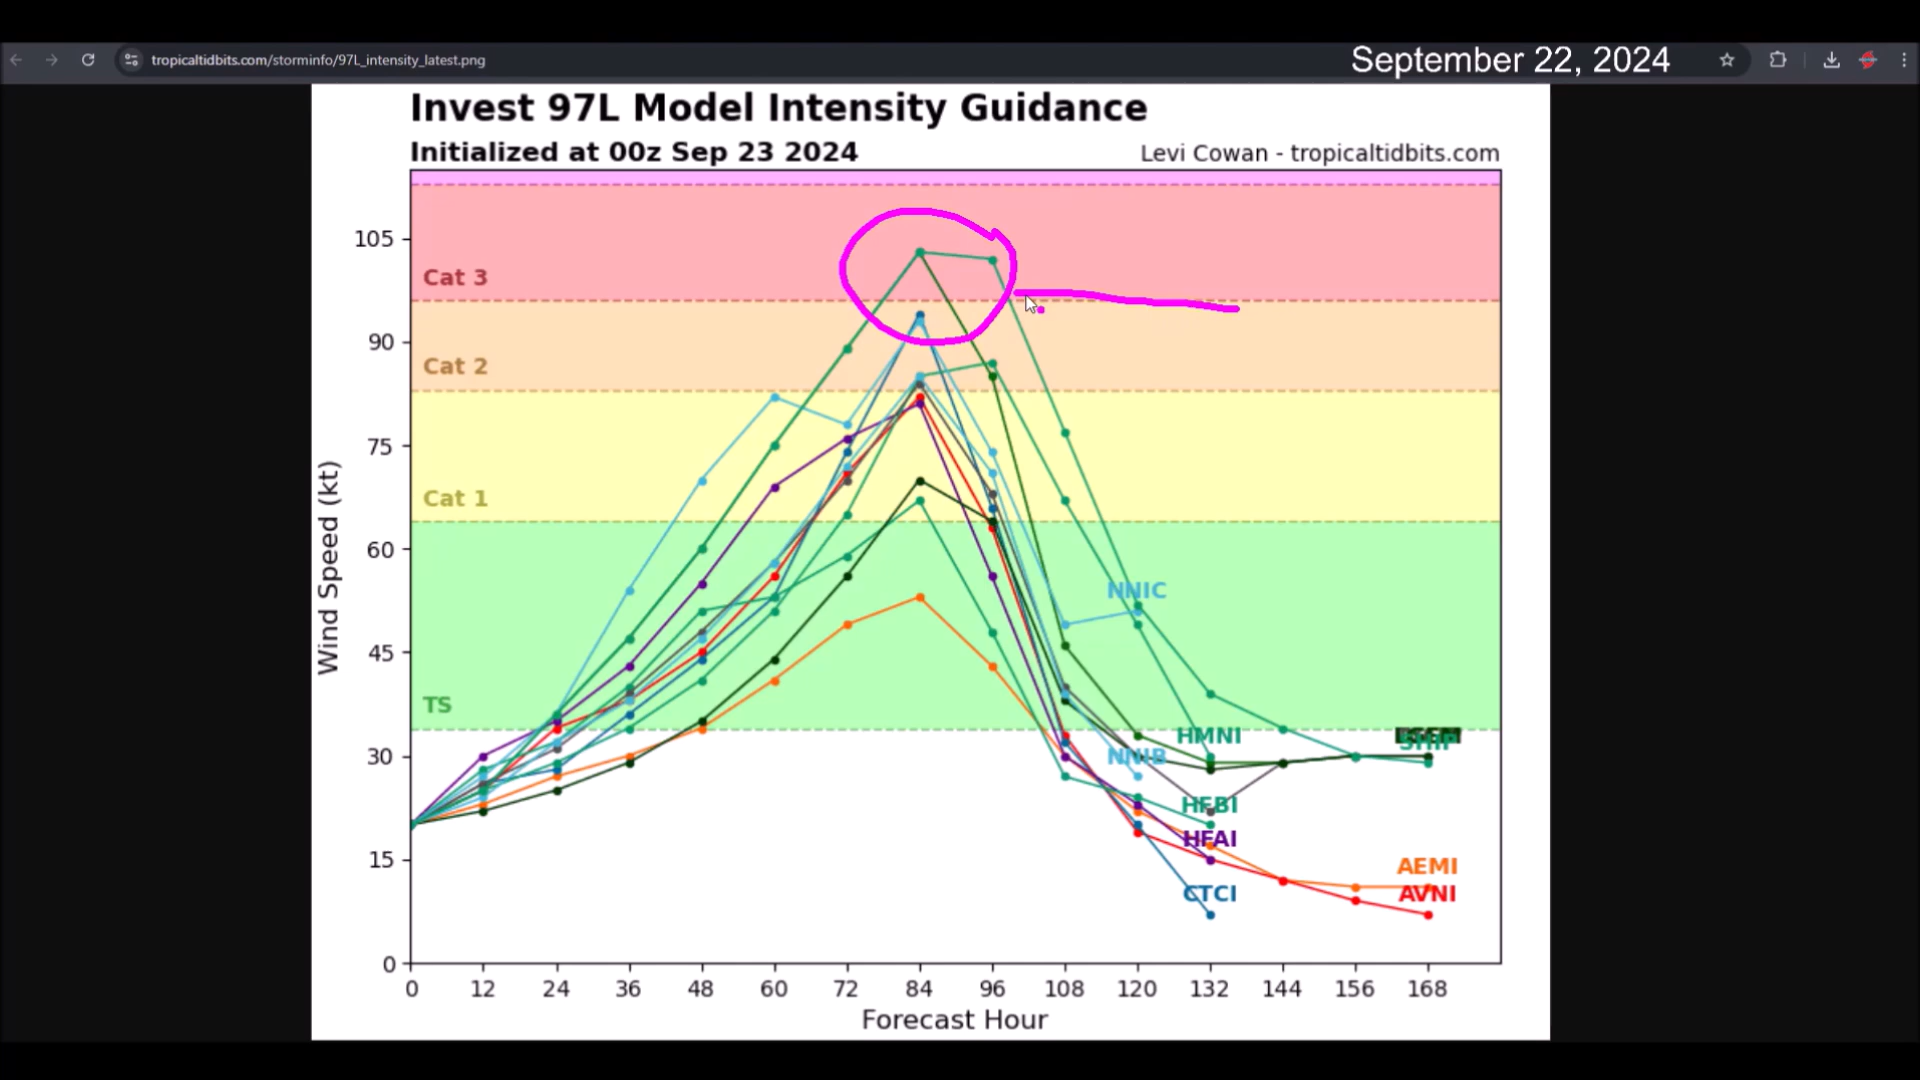 tropicaltidbits.com/storminfo/97L_intensity_latest.png
September 22, 2024
Invest 97L Model Intensity Guidance
Initialized at 00z Sep 23 2024
Levi Cowan - tropicaltidbits.com
105
Cat 3
90
Cat 2
75
Cat 1
60
NNIC
45
TS
30
HMNI
SHIP
NNIB
HFBI
HFAI
15
AEMI
CTCI
AVNI
0
Wind Speed (kt)
0 12 24 36 48 60 72 84 96 108 120 132 144 156 168
Forecast Hour